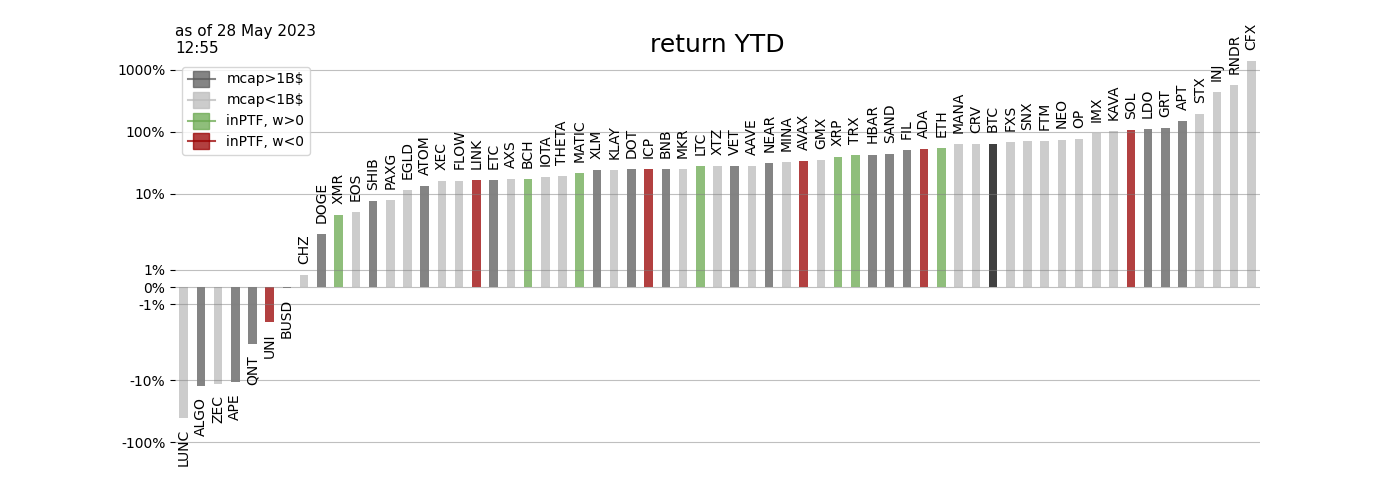 as of 28 May 2023
12:55
return YTD
1000%
100%
10%
1%
0%
-1%
-10%
-100%
mcap>1B$
mcap<1B$
inPTF, w>0
inPTF, w<0
LUNC
ALGO
ZEC
APE
QNT
UNI
BUSD
CHZ
DOGE
XMR
EOS
SHIB
PAXG
EGLD
ATOM
XEC
FLOW
LINK
ETC
AXS
BCH
IOTA
THETA
MATIC
XLM
KLAY
DOT
ICP
BNB
MKR
LTC
XTZ
VET
AAVE
NEAR
MINA
AVAX
GMX
XRP
TRX
HBAR
SAND
FIL
ADA
ETH
MANA
CRV
BTC
FXS
SNX
FTM
NEO
OP
IMX
KAVA
SOL
LDO
GRT
APT
STX
INJ
RNDR
CFX